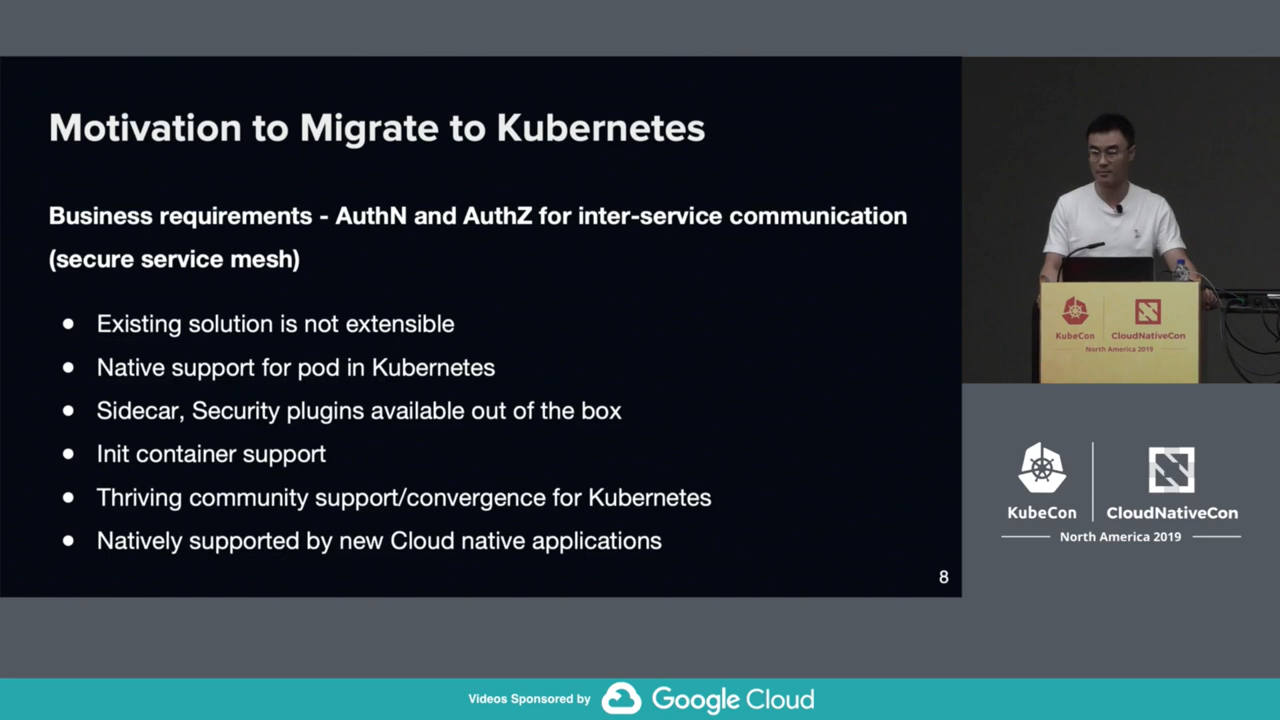 Motivation to Migrate to Kubernetes
Business requirements - AuthN and AuthZ for inter-service communication
(secure service mesh)
● Existing solution is not extensible
● Native support for pod in Kubernetes
● Sidecar, Security plugins available out of the box
● Init container support
● Thriving community support/convergence for Kubernetes
● Natively supported by new Cloud native applications
8
KubeCon CloudNativeCon
North America 2019
KubeCon CloudNativeCon
North America 2019
Videos Sponsored by Google Cloud